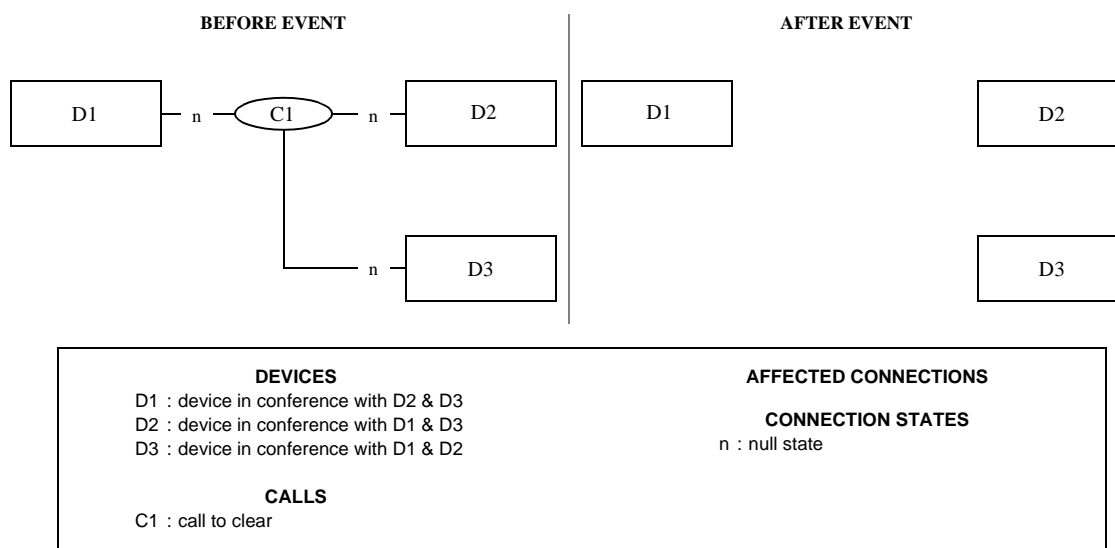 BEFORE EVENT
AFTER EVENT
D1
n
C1
n
D2
D1
D2
n
D3
D3
DEVICES
D1 : device in conference with D2 & D3
D2 : device in conference with D1 & D3
D3 : device in conference with D1 & D2
CALLS
C1 : call to clear
AFFECTED CONNECTIONS
CONNECTION STATES
n : null state